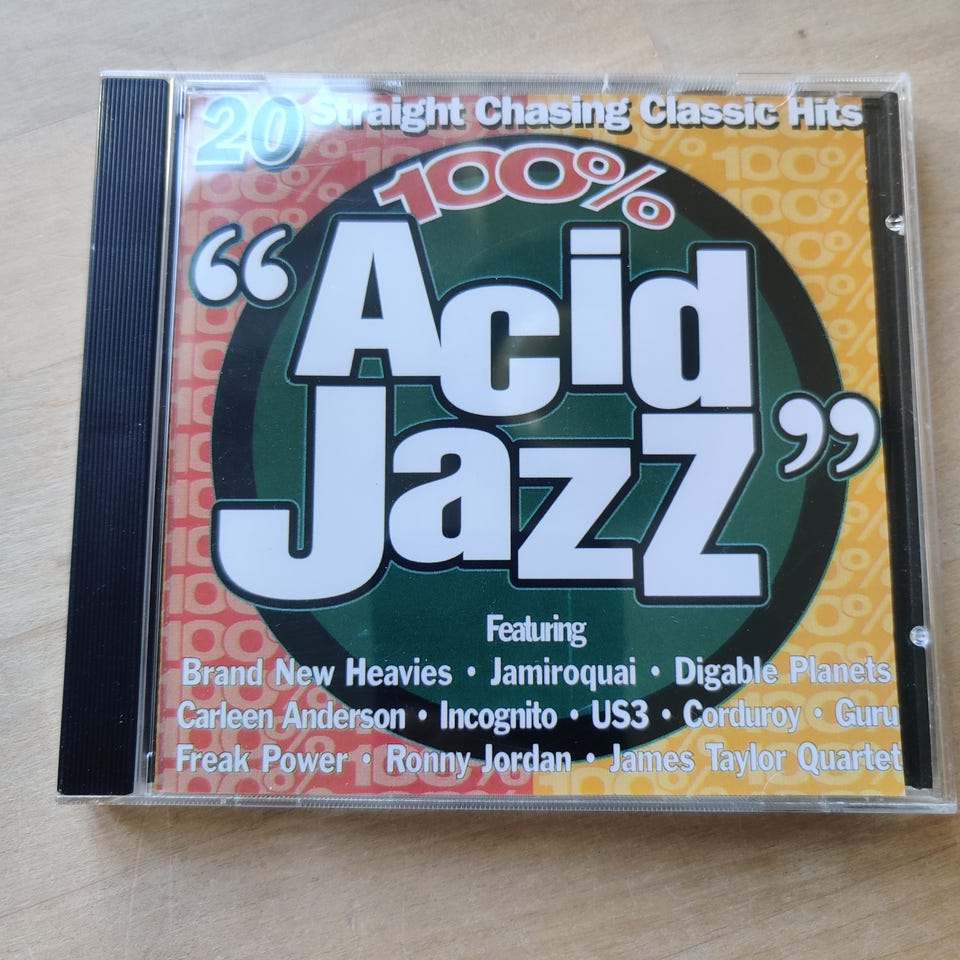 20 Straight Chasing Classic Hits
100%
“Acid
Jazz”
Featuring
Brand New Heavies • Jamiroquai • Digable Planets
Carleen Anderson • Incognito • US3 • Corduroy • Guru
Freak Power • Ronny Jordan • James Taylor Quartet